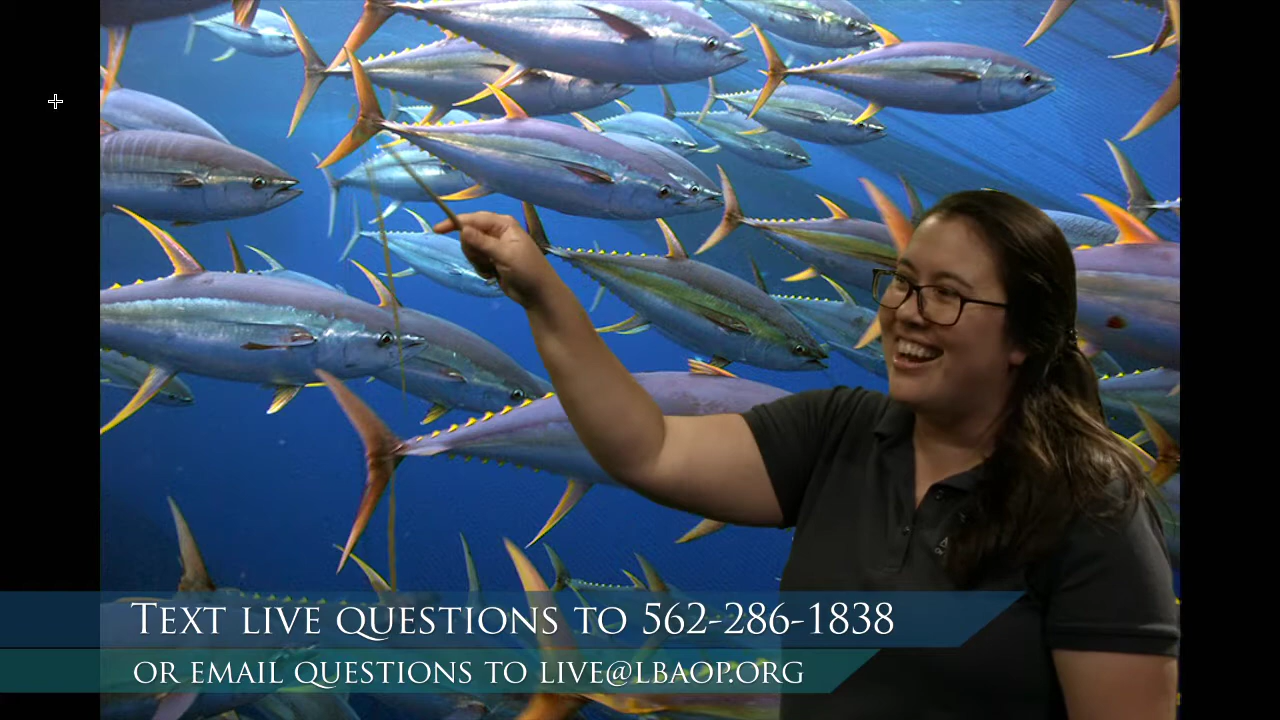 TEXT LIVE QUESTIONS TO 562-286-1838
OR EMAIL QUESTIONS TO LIVE@LBAOP.ORG